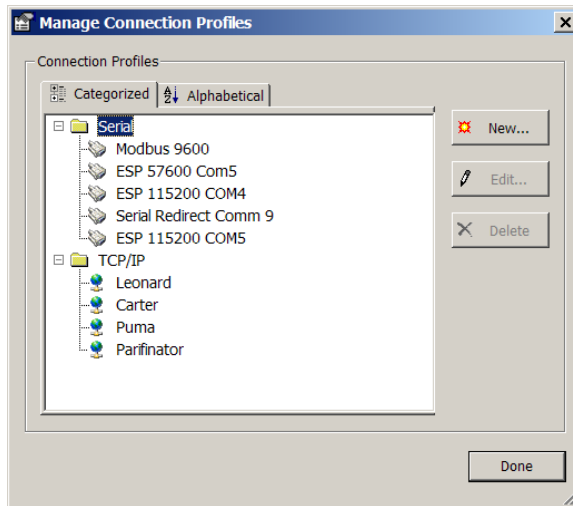 Manage Connection Profiles
Connection Profiles
Categorized
Alphabetical
Serial
Modbus 9600
ESP 57600 Com5
ESP 115200 COM4
Serial Redirect Comm 9
ESP 115200 COM5
TCP/IP
Leonard
Carter
Puma
Parifinator
New...
Edit...
Delete
Done